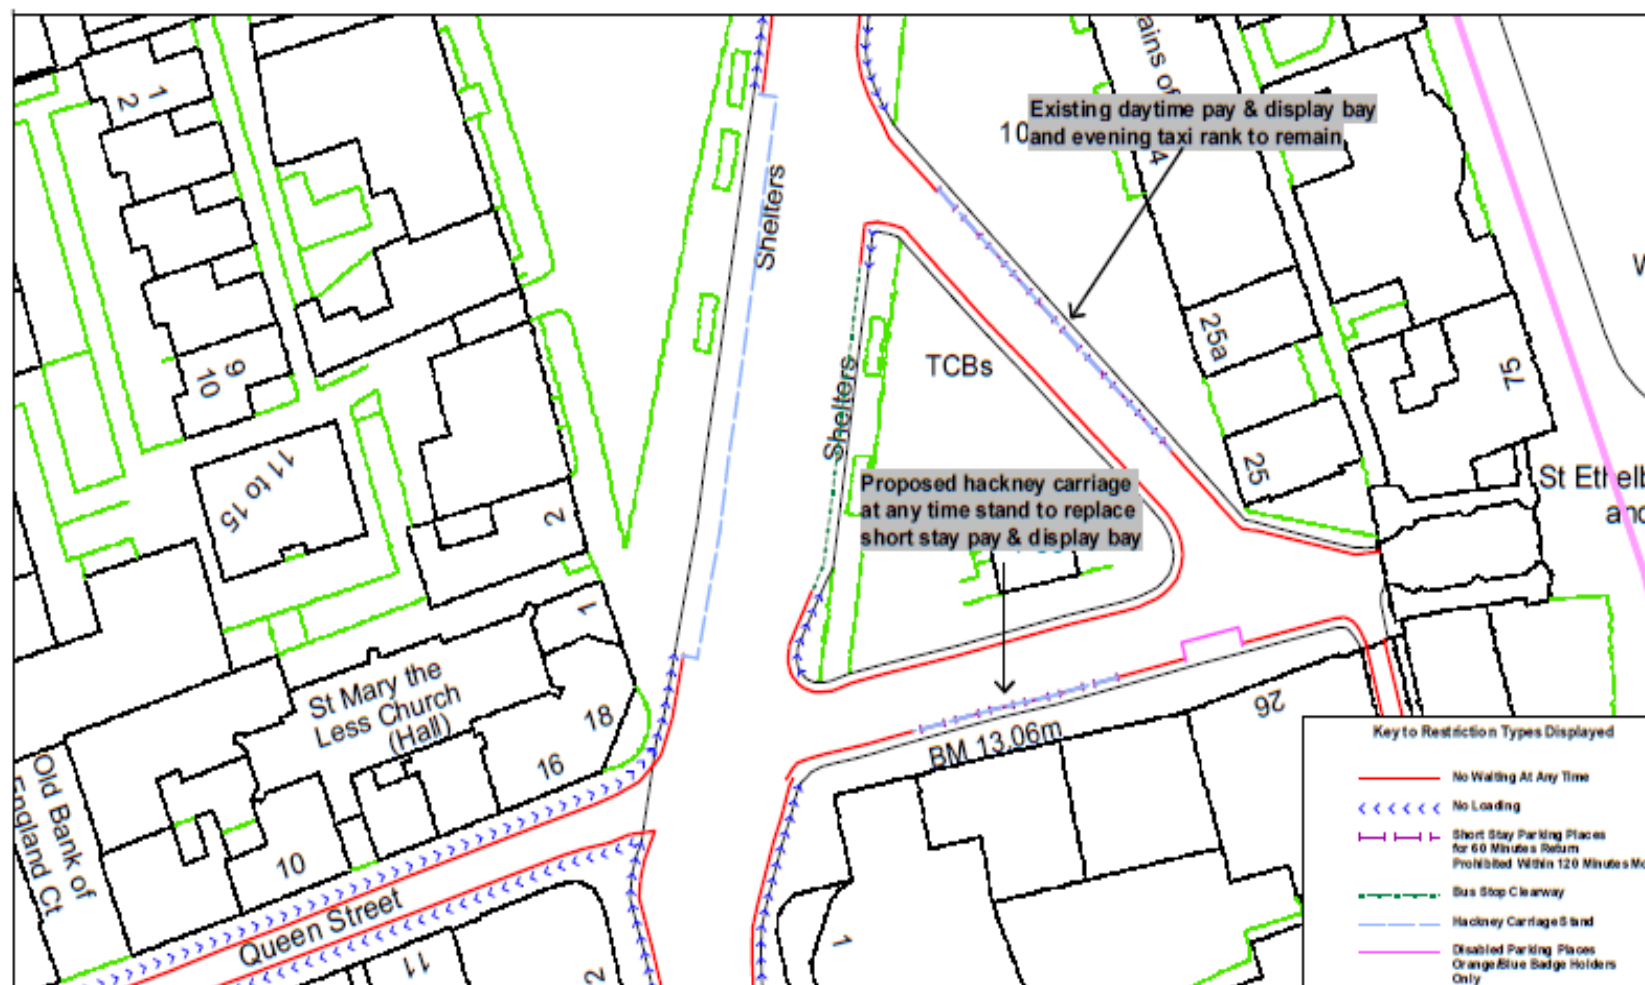 1
2
ains of
Existing daytime pay & display bay
and evening taxi rank to remain
10
4
Shelters
W
25a
9
10
TCBs
Shelters
75
11 to 15
25
St Ethelb
and
Proposed hackney carriage
at any time stand to replace
short stay pay & display bay
2
1
St Mary the
Less Church
(Hall)
18
16
26
BM 13.06m
Old Bank of
England Ct
10
Queen Street
11
2
1
Key to Restriction Types Displayed
No Waiting At Any Time
No Loading
Short Stay Parking Places
for 60 Minutes Return
Prohibited Within 120 Minutes Mo
Bus Stop Clearway
Hackney Carriage Stand
Disabled Parking Places
Orange/Blue Badge Holders
Only